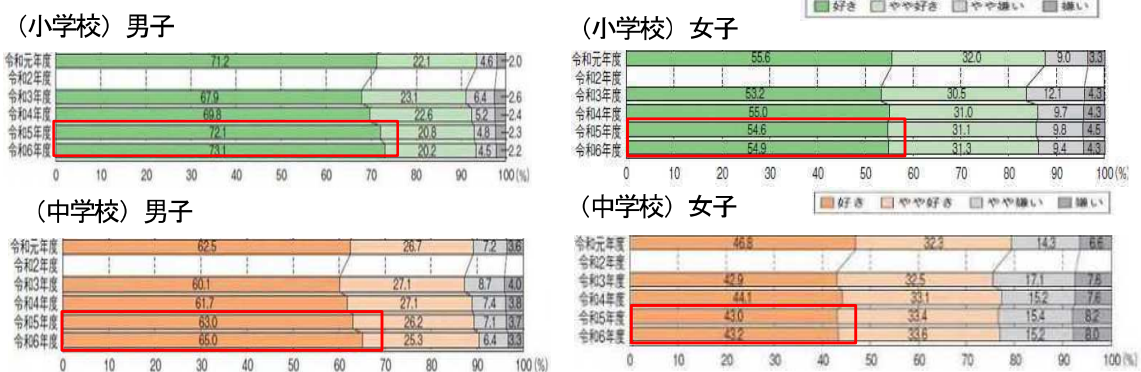 好き やや好き やや嫌い 嫌い
（小学校）男子
令和元年度 71.2 22.1 4.6 2.0
令和2年度
令和3年度 67.9 23.1 6.4 2.6
令和4年度 69.8 22.6 5.2 2.4
令和5年度 72.1 20.8 4.8 2.3
令和6年度 73.1 20.2 4.5 2.2
0 10 20 30 40 50 60 70 80 90 100(%)
（小学校）女子
令和元年度 55.6 32.0 9.0 3.3
令和2年度
令和3年度 53.2 30.5 12.1 4.3
令和4年度 55.0 31.0 9.7 4.3
令和5年度 54.6 31.1 9.8 4.5
令和6年度 54.9 31.3 9.4 4.3
0 10 20 30 40 50 60 70 80 90 100(%)
（中学校）男子
令和元年度 62.5 26.7 7.2 3.6
令和2年度
令和3年度 60.1 27.1 8.7 4.0
令和4年度 61.7 27.1 7.4 3.8
令和5年度 63.0 26.2 7.1 3.7
令和6年度 65.0 25.3 6.4 3.3
0 10 20 30 40 50 60 70 80 90 100(%)
（中学校）女子
好き やや好き やや嫌い 嫌い
令和元年度 46.8 32.3 14.3 6.6
令和2年度
令和3年度 42.9 32.5 17.1 7.6
令和4年度 44.1 33.1 15.2 7.6
令和5年度 43.0 33.4 15.4 8.2
令和6年度 43.2 33.6 15.2 8.0
0 10 20 30 40 50 60 70 80 90 100(%)